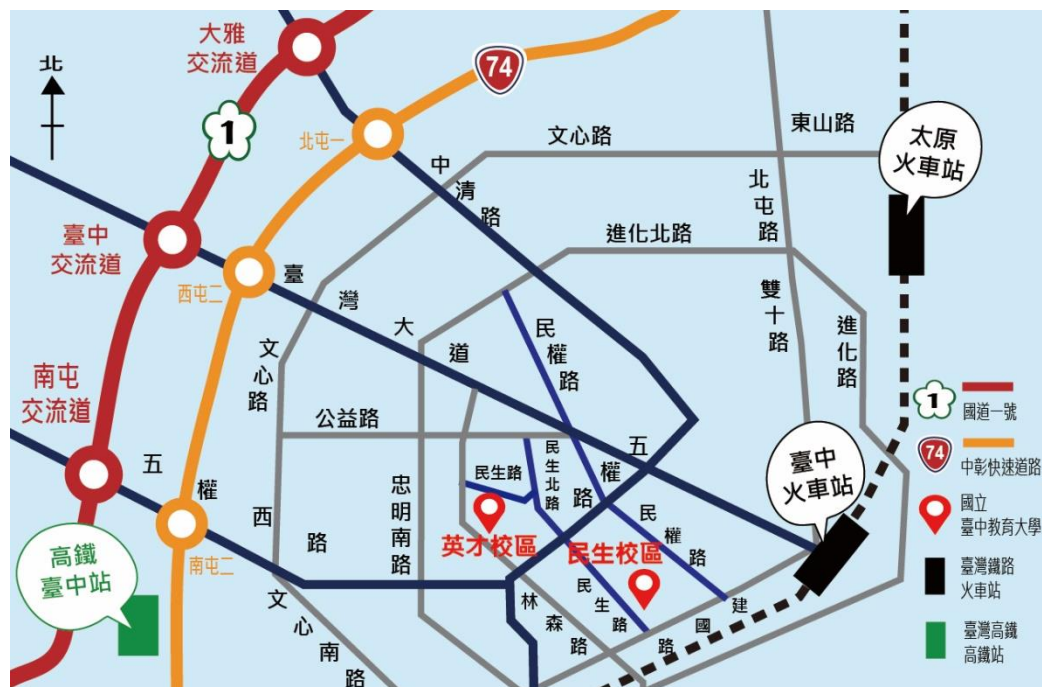 大雅
交流道
北
74
1
北屯一
文心路
東山路
太原
火車站
中清路
北屯路
臺中
交流道
進化北路
西屯二
臺灣大道
雙十路
民權路
進化路
文心路
南屯
交流道
公益路
1
國道一號
五權西路
民生路
民生北路
五權路
臺中
火車站
74
中彰快速道路
忠明南路
國立
臺中教育大學
英才校區
民生校區
民權路
高鐵
臺中站
南屯二
臺灣鐵路
火車站
文心南路
林森路
民生路
建國路
臺灣高鐵
高鐵站